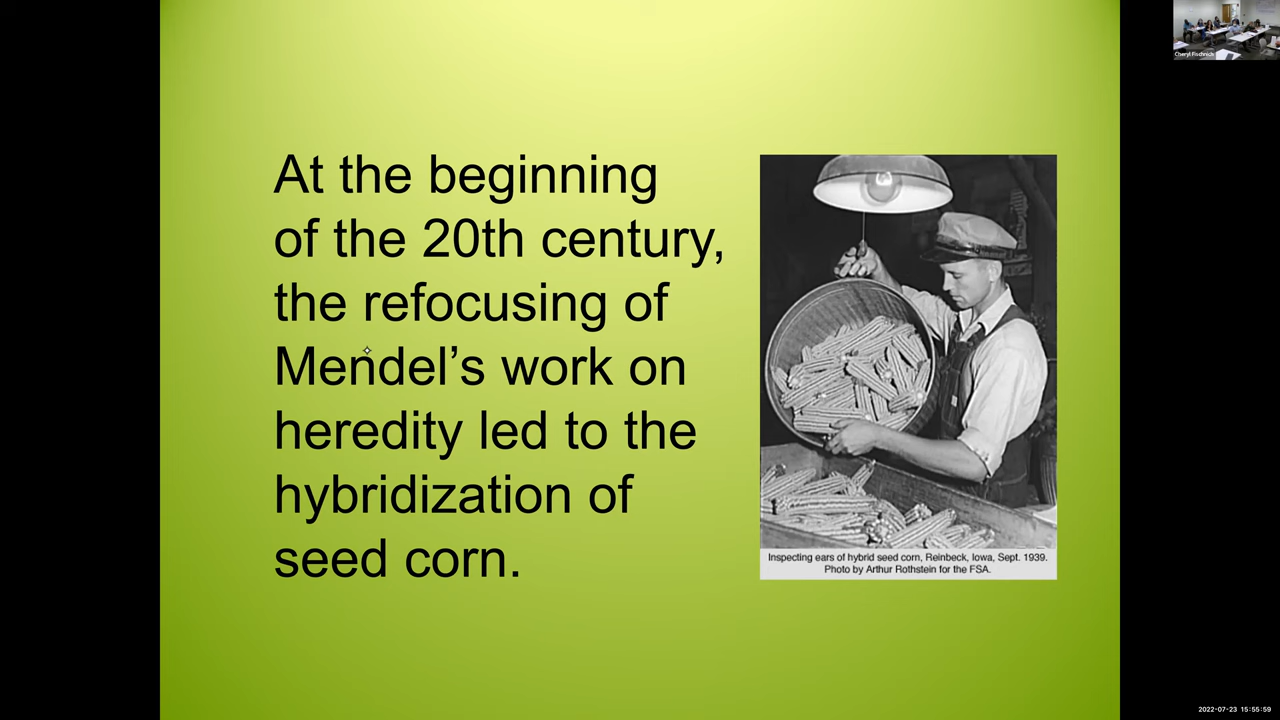 At the beginning
of the 20th century,
the refocusing of
Mendel’s work on
heredity led to the
hybridization of
seed corn.
Inspecting ears of hybrid seed corn, Reinbeck, Iowa, Sept. 1939.
Photo by Arthur Rothstein for the FSA.
Cheryl Fischnick
2022-07-23 15:55:59